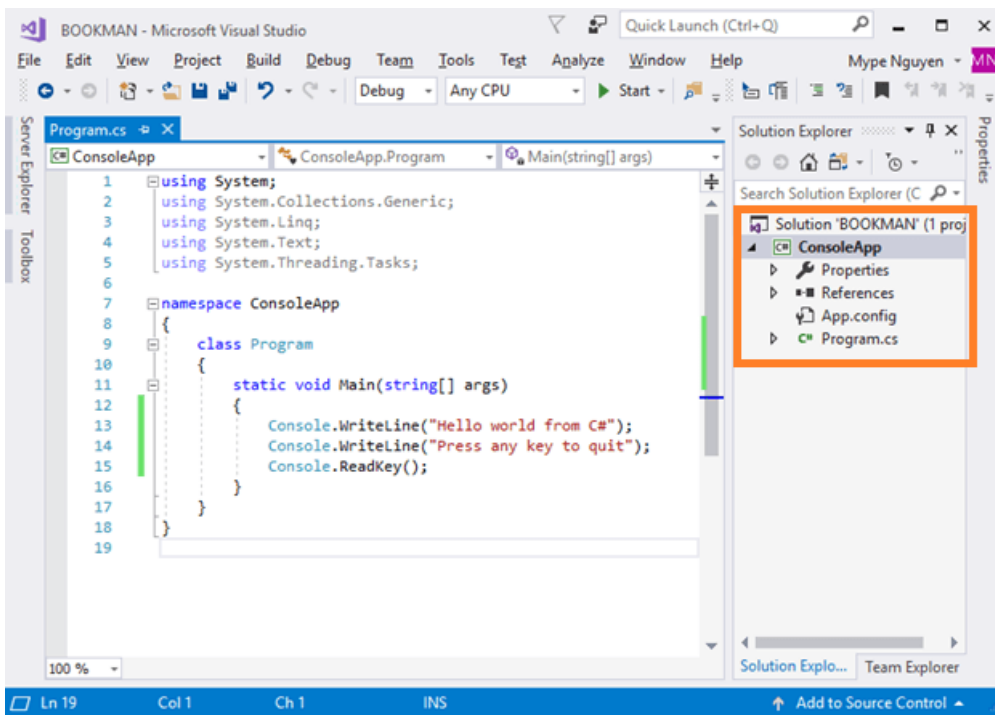 BOOKMAN - Microsoft Visual Studio
Quick Launch (Ctrl+Q)
File Edit View Project Build Debug Team Tools Test Analyze Window Help Mype Nguyen MN
Debug Any CPU Start
Server Explorer
Toolbox
Program.cs
ConsoleApp ConsoleApp.Program Main(string[] args)
1 using System;
2 using System.Collections.Generic;
3 using System.Linq;
4 using System.Text;
5 using System.Threading.Tasks;
6
7 namespace ConsoleApp
8 {
9 class Program
10 {
11 static void Main(string[] args)
12 {
13 Console.WriteLine("Hello world from C#");
14 Console.WriteLine("Press any key to quit");
15 Console.ReadKey();
16 }
17 }
18 }
19
100 %
Solution Explorer
Search Solution Explorer (C
Solution 'BOOKMAN' (1 proj
C# ConsoleApp
Properties
References
App.config
C# Program.cs
Solution Explo... Team Explorer
Properties
Ln 19 Col 1 Ch 1 INS Add to Source Control